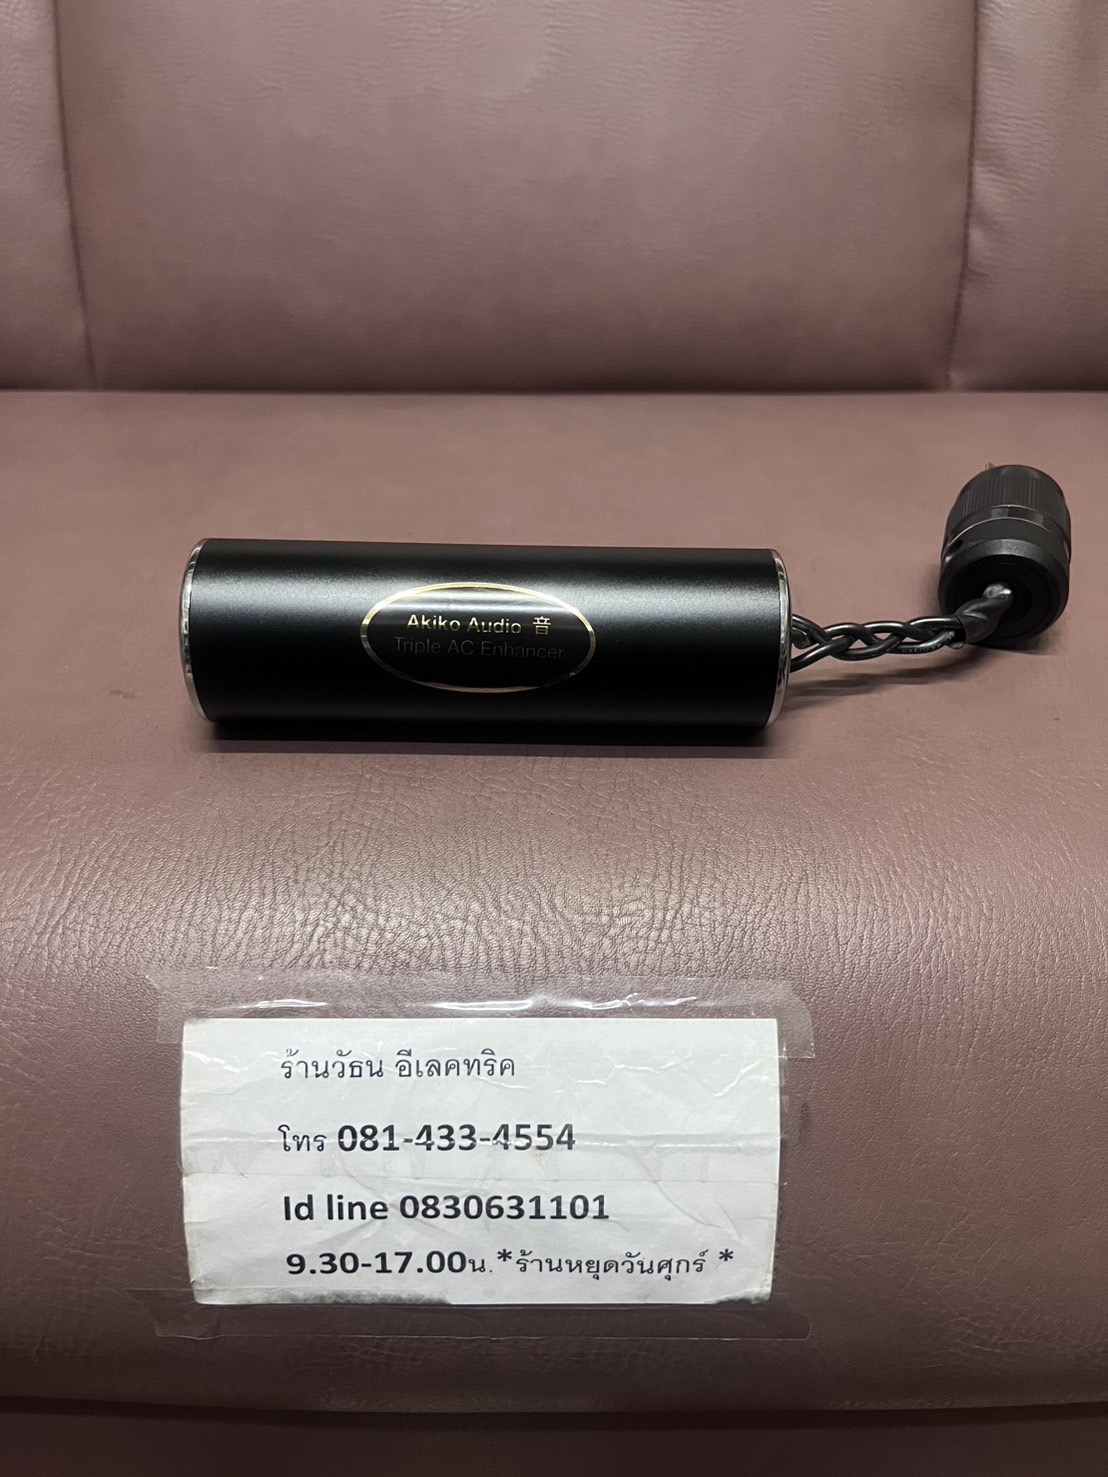 Akiko Audio 音
Triple AC Enhancer
ร้านวัธน อีเลคทริค
โทร 081-433-4554
Id line 0830631101
9.30-17.00น.*ร้านหยุดวันศุกร์ *